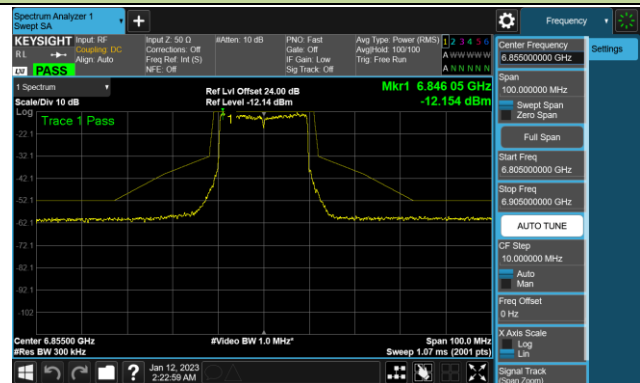 Spectrum Analyzer 1
Swept SA
Frequency
KEYSIGHT
RL
PASS
Input: RF
Coupling: DC
Align: Auto
Input Z: 50 Ω
Corrections: Off
Freq Ref: Int (S)
NFE: Off
#Atten: 10 dB
PNO: Fast
Gate: Off
IF Gain: Low
Sig Track: Off
Avg Type: Power (RMS)
Avg|Hold: 100/100
Trig: Free Run
1 2 3 4 5 6
A W W W W W
A N N N N N
1 Spectrum
Scale/Div 10 dB
Ref Lvl Offset 24.00 dB
Ref Level -12.14 dBm
Mkr1 6.846 05 GHz
-12.154 dBm
Log
Trace 1 Pass
1
-22.1
-32.1
-42.1
-52.1
-62.1
-72.1
-82.1
-92.1
-102
Center 6.85500 GHz
#Res BW 300 kHz
#Video BW 1.0 MHz*
Span 100.0 MHz
Sweep 1.07 ms (2001 pts)
Jan 12, 2023
2:22:59 AM
Center Frequency
6.855000000 GHz
Settings
Span
100.000000 MHz
Swept Span
Zero Span
Full Span
Start Freq
6.805000000 GHz
Stop Freq
6.905000000 GHz
AUTO TUNE
CF Step
10.000000 MHz
Auto
Man
Freq Offset
0 Hz
X Axis Scale
Log
Lin
Signal Track
(Span Zoom)